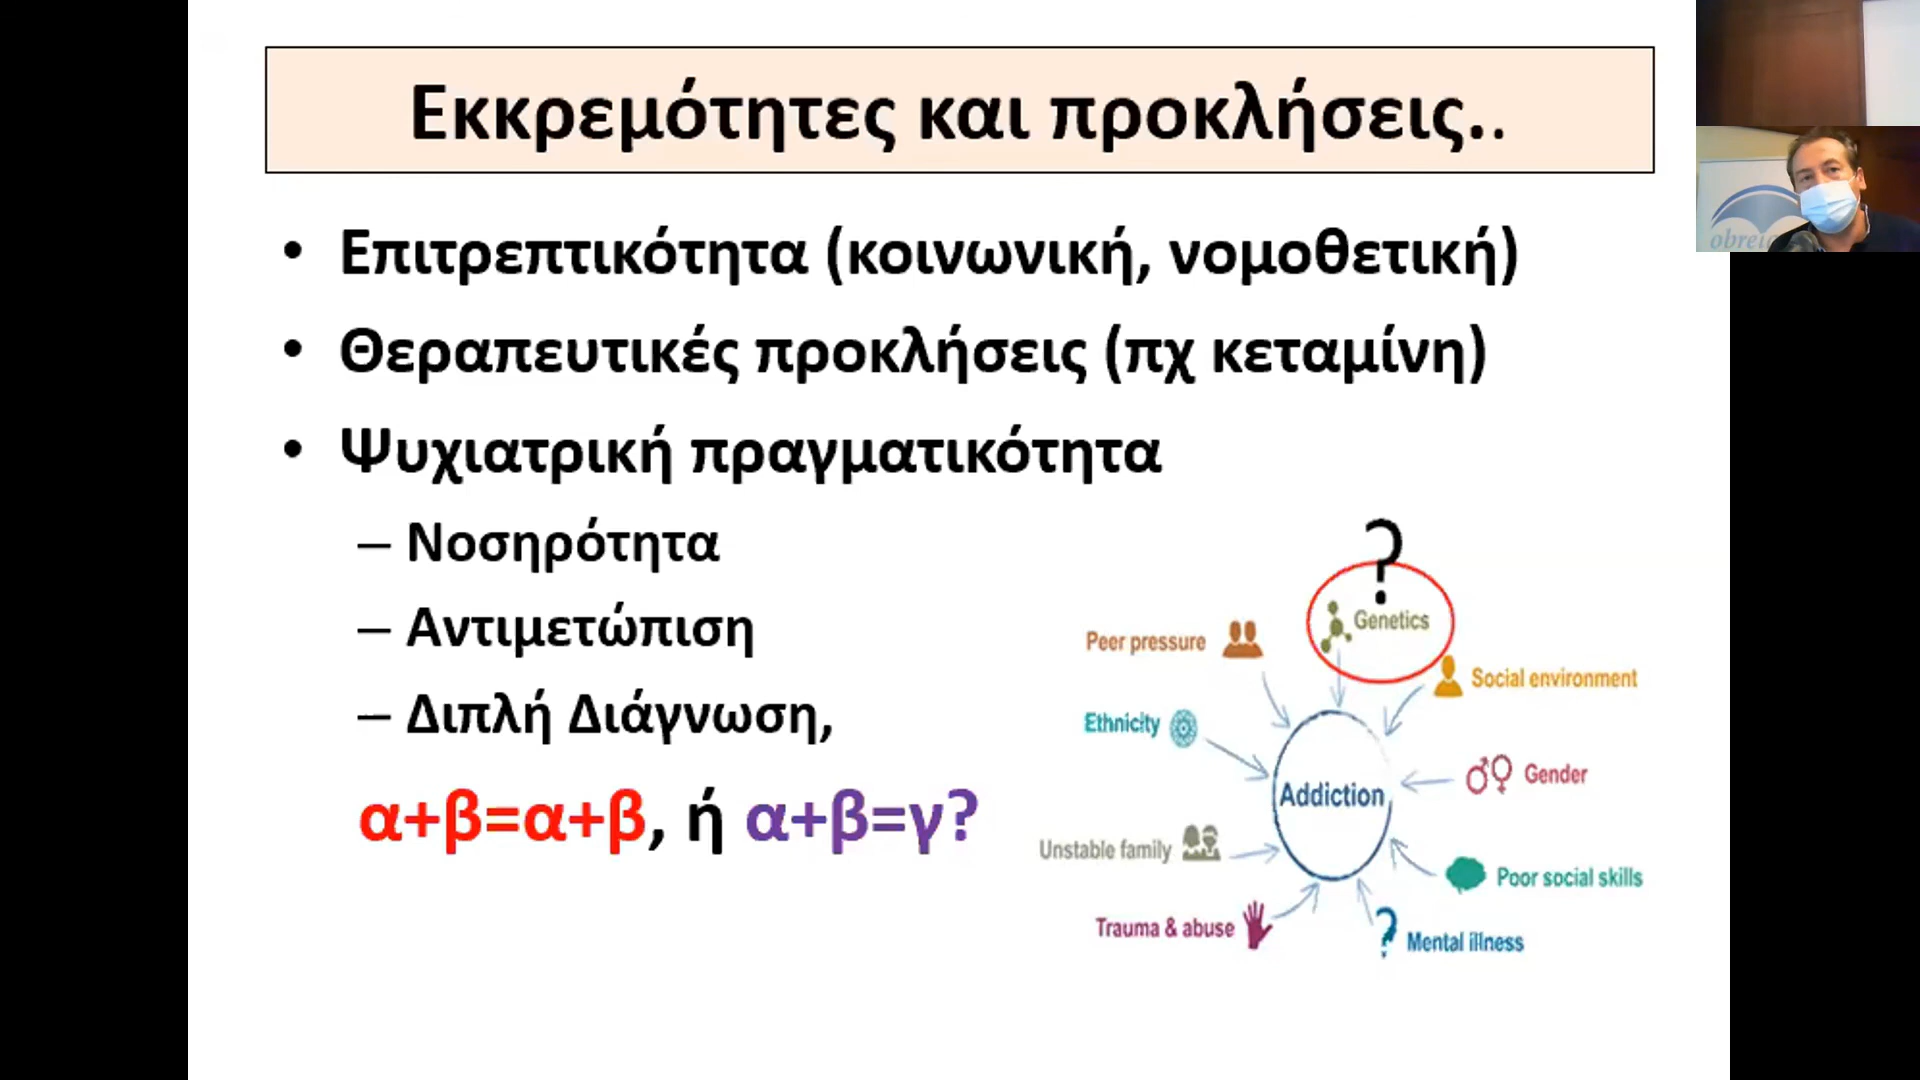 Εκκρεμότητες και προκλήσεις..
• Επιτρεπτικότητα (κοινωνική, νομοθετική)
• Θεραπευτικές προκλήσεις (πχ κεταμίνη)
• Ψυχιατρική πραγματικότητα
– Νοσηρότητα
– Αντιμετώπιση
– Διπλή Διάγνωση,
α+β=α+β, ή α+β=γ?
?
Genetics
Peer pressure
Social environment
Ethnicity
Gender
Addiction
Unstable family
Poor social skills
Trauma & abuse
? Mental illness